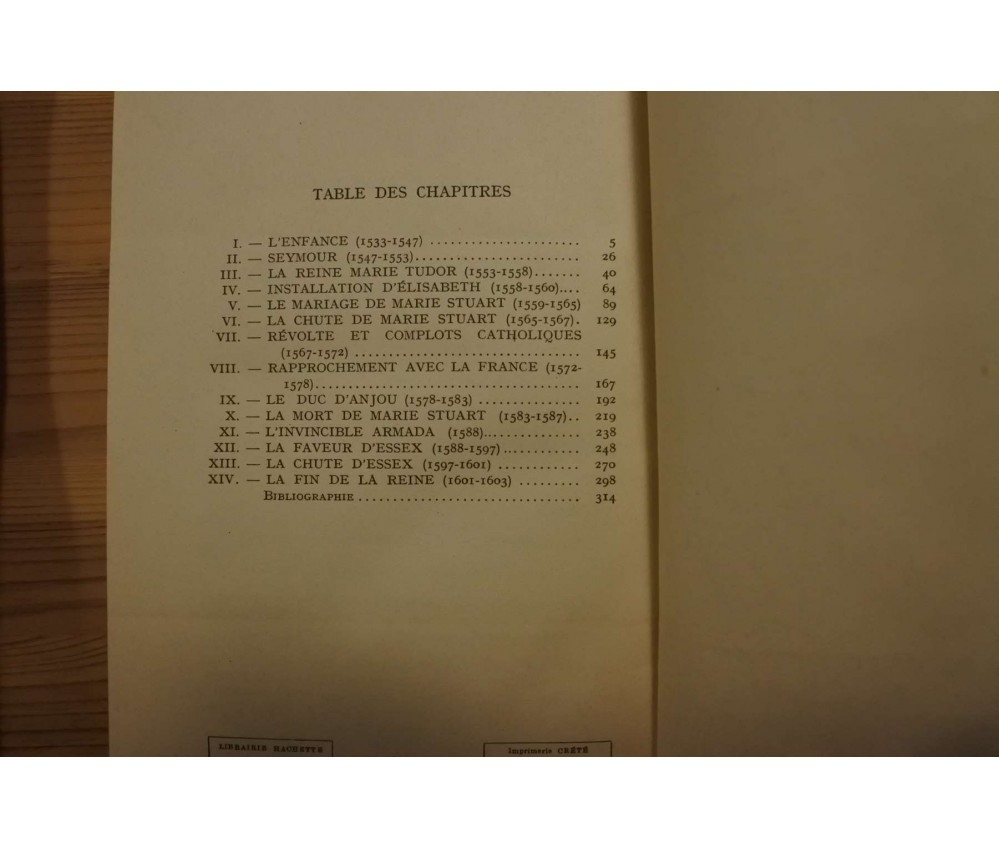 TABLE DES CHAPITRES
I. — L'ENFANCE (1533-1547) ........................ 5
II. — SEYMOUR (1547-1553)........................... 26
III. — LA REINE MARIE TUDOR (1553-1558)....... 40
IV. — INSTALLATION D'ÉLISABETH (1558-1560).... 64
V. — LE MARIAGE DE MARIE STUART (1559-1565) 89
VI. — LA CHUTE DE MARIE STUART (1565-1567). 129
VII. — RÉVOLTE ET COMPLOTS CATHOLIQUES
(1567-1572) .................................... 145
VIII. — RAPPROCHEMENT AVEC LA FRANCE (1572-
1578)........................................... 167
IX. — LE DUC D'ANJOU (1578-1583) ................. 192
X. — LA MORT DE MARIE STUART (1583-1587).. 219
XI. — L'INVINCIBLE ARMADA (1588)............... 238
XII. — LA FAVEUR D'ESSEX (1588-1597) ............ 248
XIII. — LA CHUTE D'ESSEX (1597-1601) ............. 270
XIV. — LA FIN DE LA REINE (1601-1603) .......... 298
BIBLIOGRAPHIE .................................... 314
LIBRAIRIE HACHETTE
Imprimerie CRÉTÉ